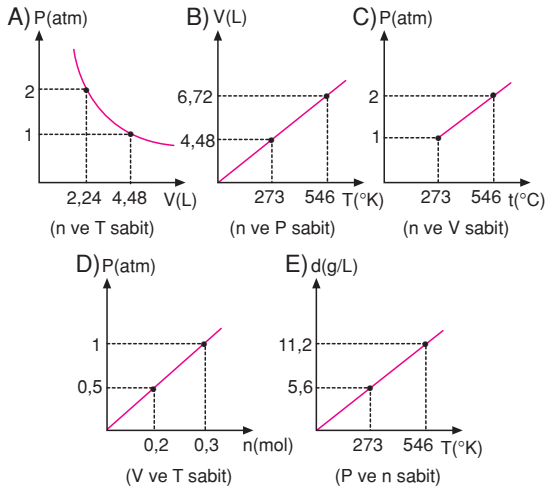 A) P(atm)
2
1
2,24 4,48 V(L)
(n ve T sabit)
B) V(L)
6,72
4,48
273 546 T(°K)
(n ve P sabit)
C) P(atm)
2
1
273 546 t(°C)
(n ve V sabit)
D) P(atm)
1
0,5
0,2 0,3 n(mol)
(V ve T sabit)
E) d(g/L)
11,2
5,6
273 546 T(°K)
(P ve n sabit)